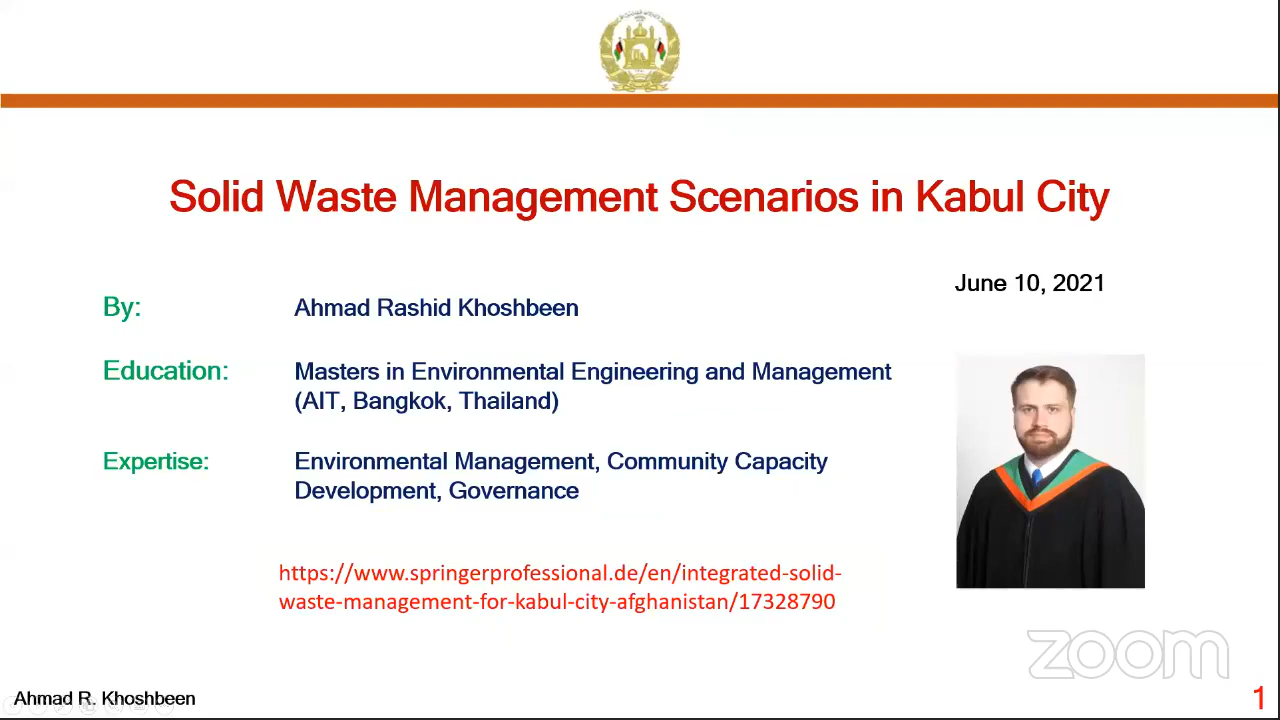 Solid Waste Management Scenarios in Kabul City
June 10, 2021
By: Ahmad Rashid Khoshbeen
Education: Masters in Environmental Engineering and Management
(AIT, Bangkok, Thailand)
Expertise: Environmental Management, Community Capacity
Development, Governance
https://www.springerprofessional.de/en/integrated-solid-
waste-management-for-kabul-city-afghanistan/17328790
zoom
Ahmad R. Khoshbeen
1